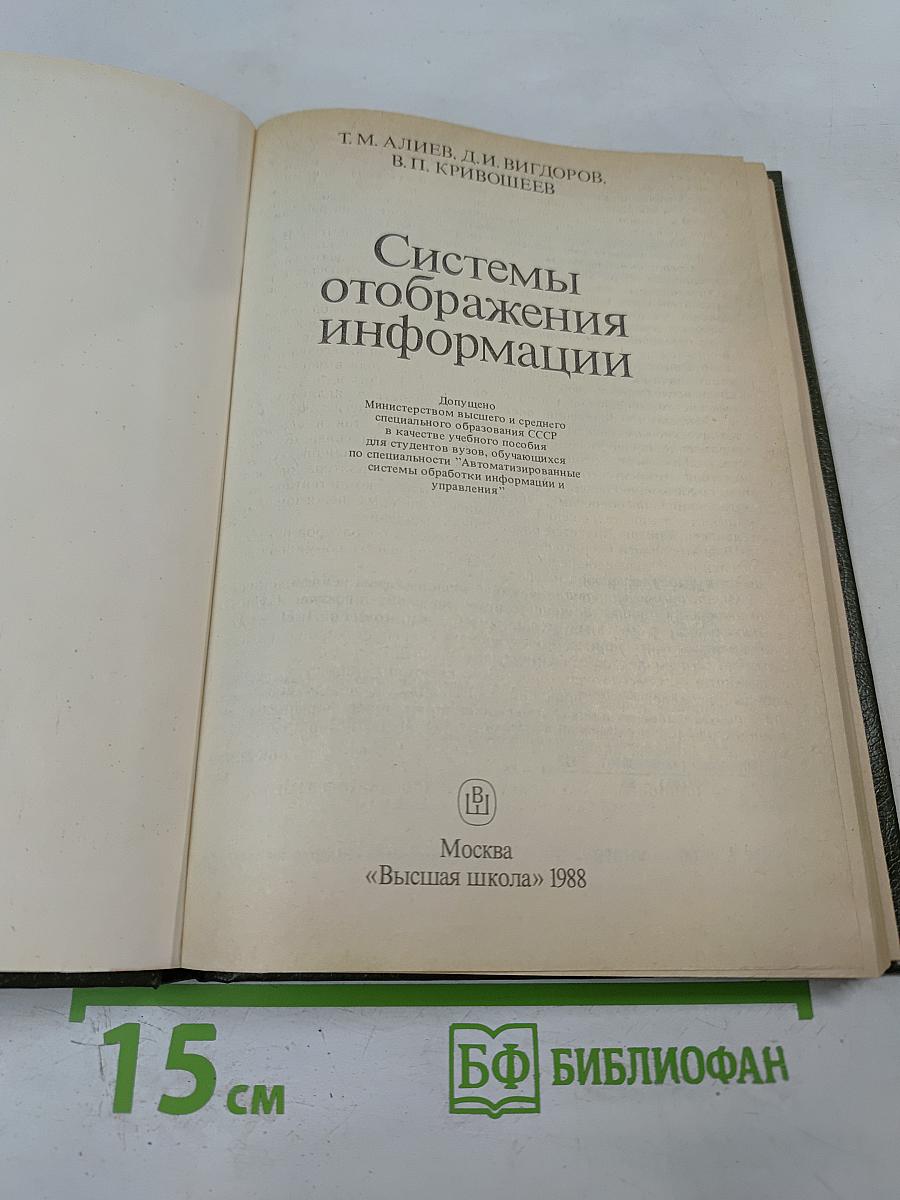 Т. М. АЛИЕВ, Д. И. ВИГДОРОВ,
В. П. КРИВОШЕЕВ
Системы
отображения
информации
Допущено
Министерством высшего и среднего
специального образования СССР
в качестве учебного пособия
для студентов вузов, обучающихся
по специальности "Автоматизированные
системы обработки информации и
управления"
ВШ
Москва
«Высшая школа» 1988
15 см
БФ БИБЛИОФАН